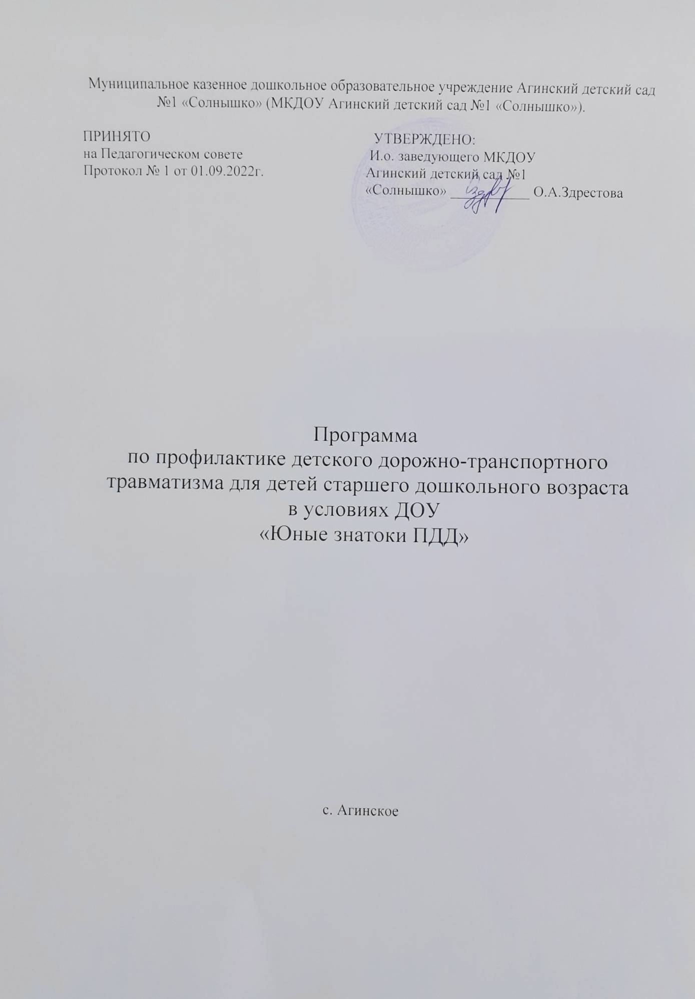 Муниципальное казенное дошкольное образовательное учреждение Агинский детский сад
№1 «Солнышко» (МКДОУ Агинский детский сад №1 «Солнышко»).
ПРИНЯТО
на Педагогическом совете
Протокол № 1 от 01.09.2022г.
УТВЕРЖДЕНО:
И.о. заведующего МКДОУ
Агинский детский сад №1
«Солнышко» ____________ О.А.Здрестова
Программа
по профилактике детского дорожно-транспортного
травматизма для детей старшего дошкольного возраста
в условиях ДОУ
«Юные знатоки ПДД»
с. Агинское